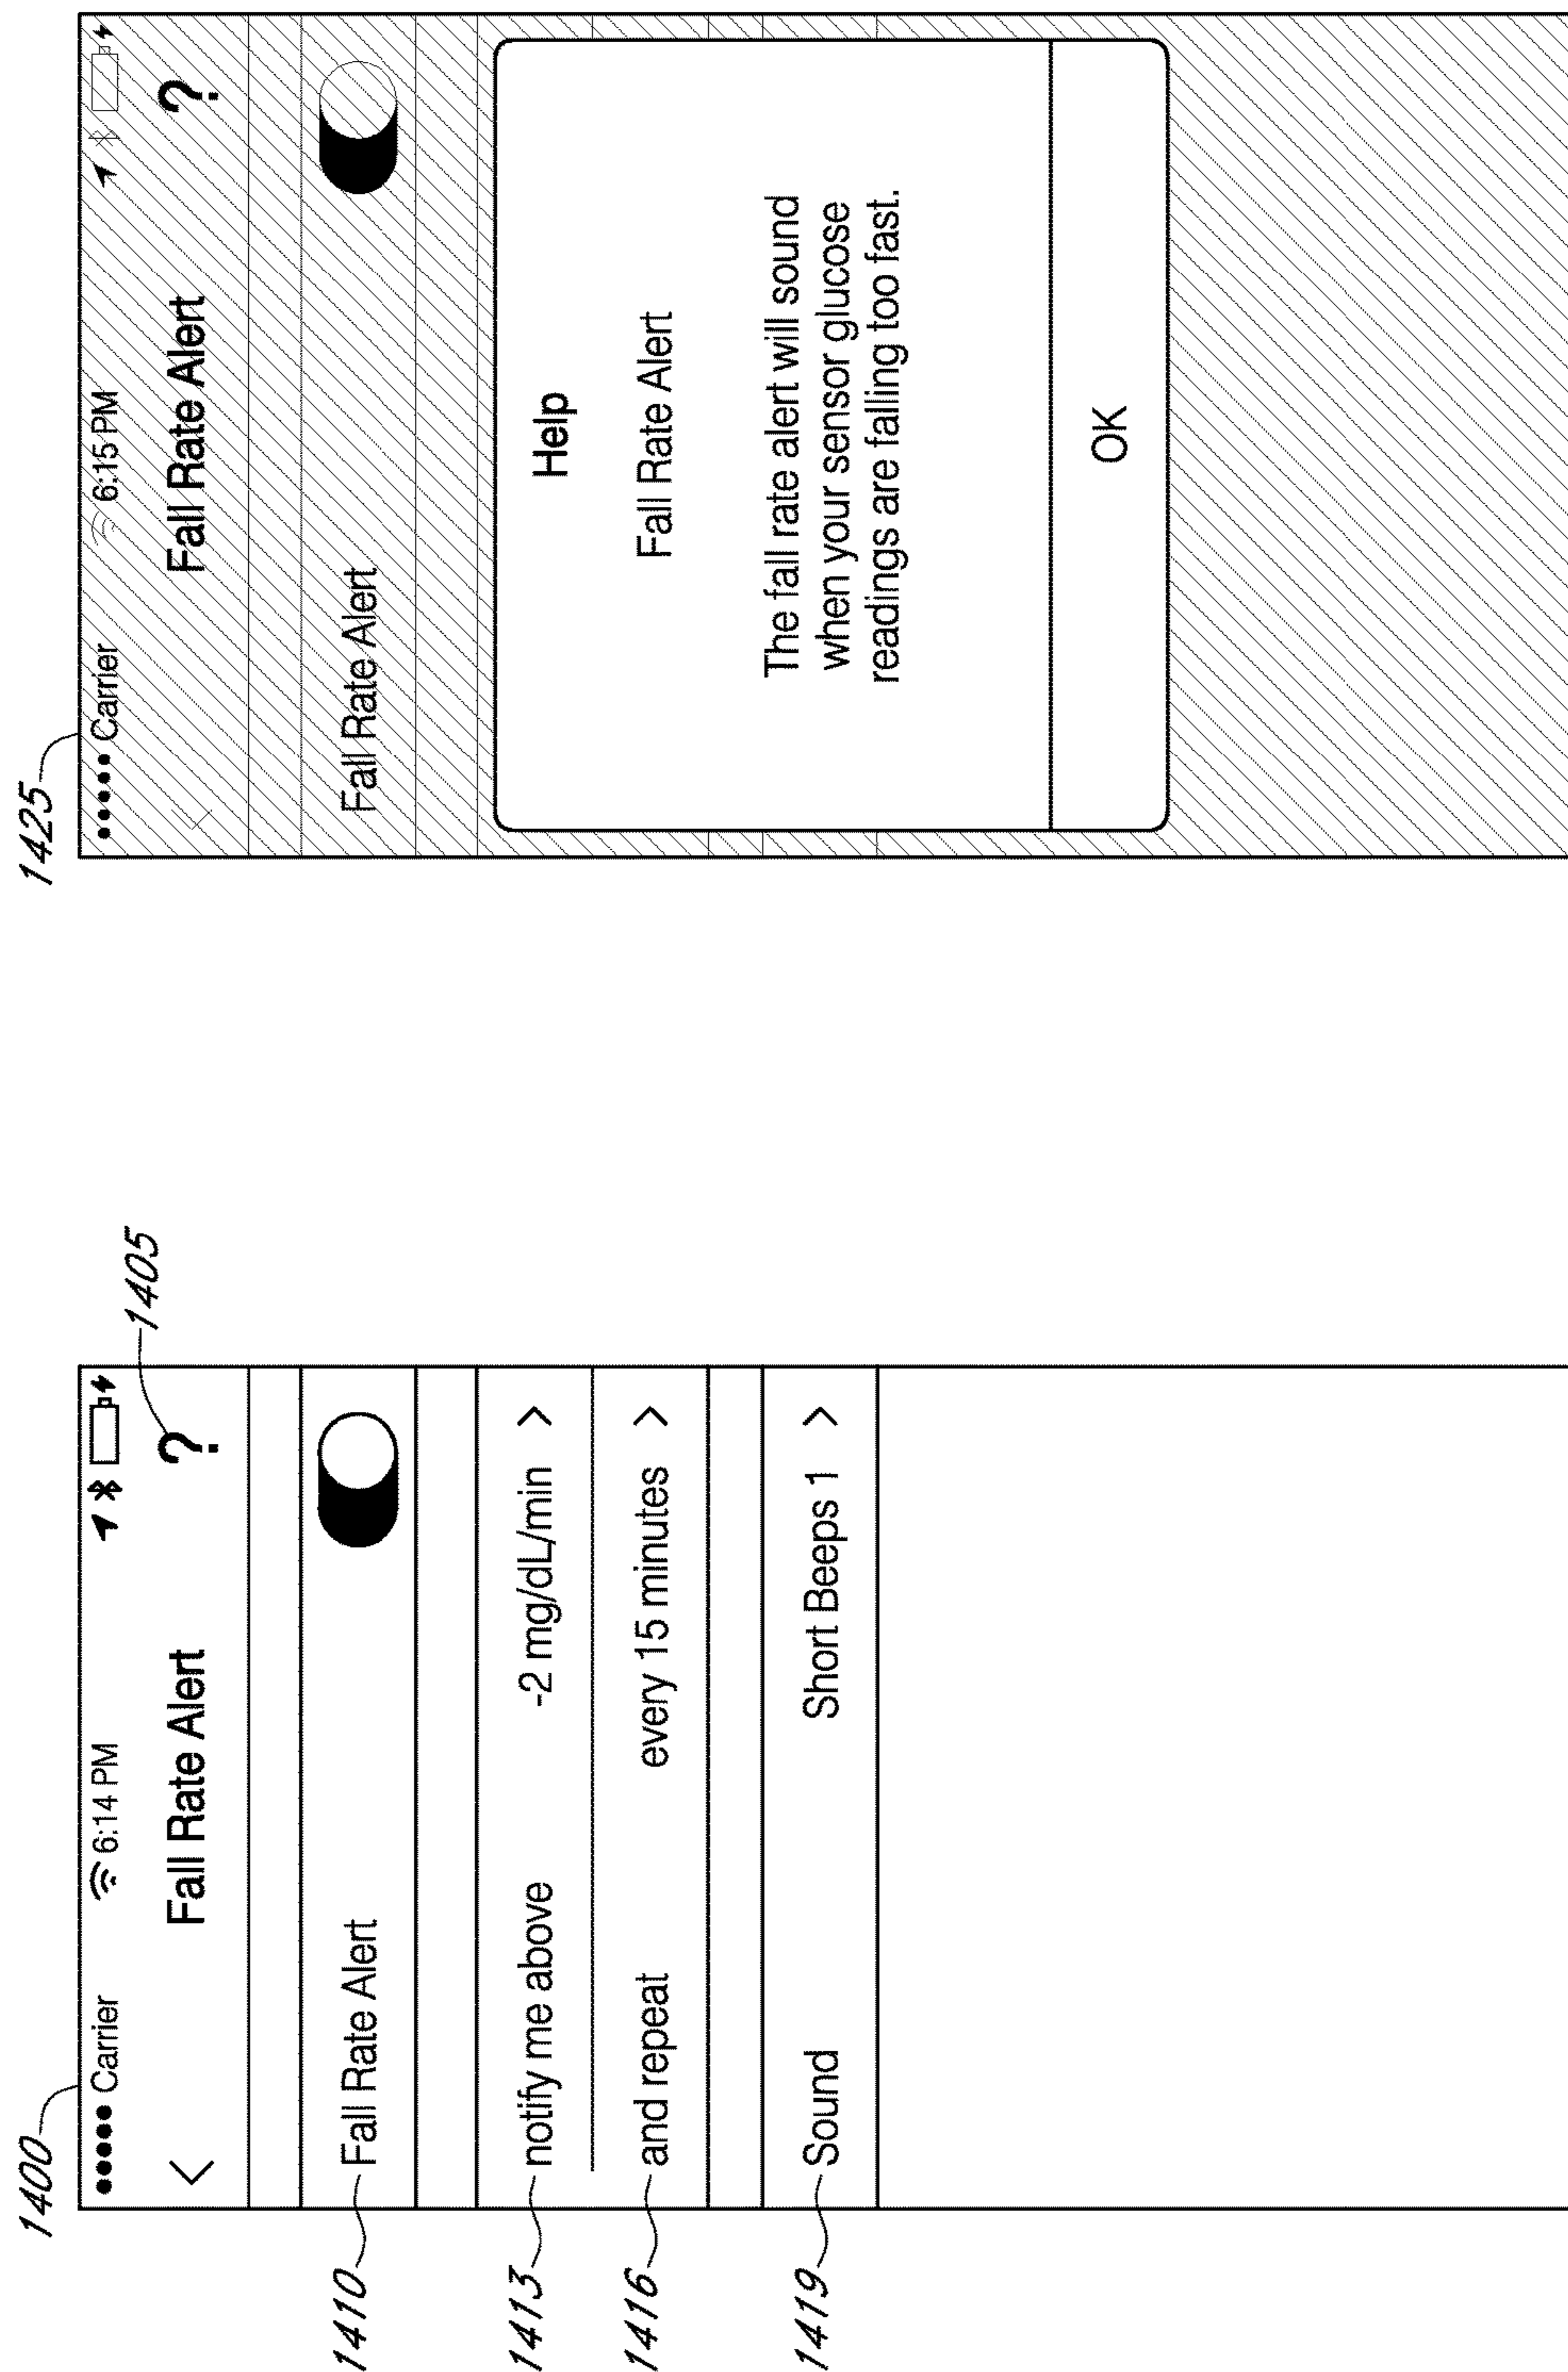 1400
••••• Carrier 6:14 PM
< Fall Rate Alert ?
1405
1410 Fall Rate Alert
1413 notify me above -2 mg/dL/min >
1416 and repeat every 15 minutes >
1419 Sound Short Beeps 1 >
1425
••••• Carrier 6:15 PM
< Fall Rate Alert ?
Fall Rate Alert
Help
Fall Rate Alert
The fall rate alert will sound
when your sensor glucose
readings are falling too fast.
OK